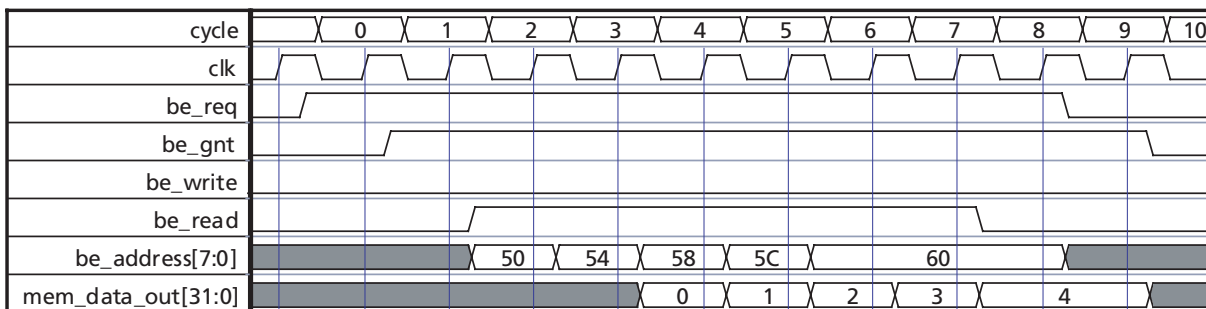 cycle 0 1 2 3 4 5 6 7 8 9 10
clk
be_req
be_gnt
be_write
be_read
be_address[7:0] 50 54 58 5C 60
mem_data_out[31:0] 0 1 2 3 4